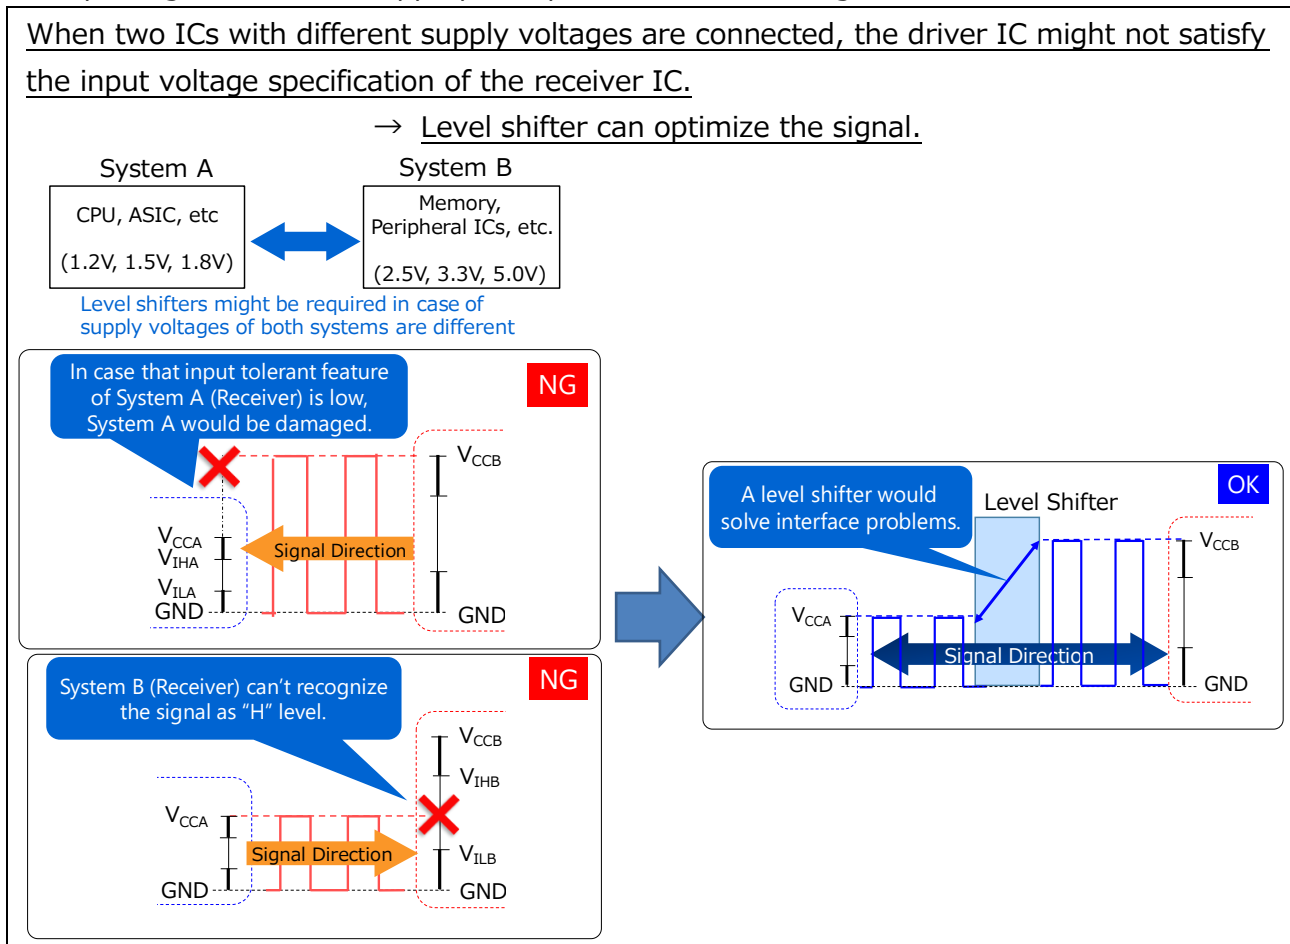 When two ICs with different supply voltages are connected, the driver IC might not satisfy
the input voltage specification of the receiver IC.
→ Level shifter can optimize the signal.
System A
System B
CPU, ASIC, etc
(1.2V, 1.5V, 1.8V)
Memory,
Peripheral ICs, etc.
(2.5V, 3.3V, 5.0V)
Level shifters might be required in case of
supply voltages of both systems are different
In case that input tolerant feature
of System A (Receiver) is low,
System A would be damaged.
NG
VCCB
VCCA
VIHA
VILA
GND
Signal Direction
GND
System B (Receiver) can't recognize
the signal as “H” level.
NG
VCCB
VIHB
VCCA
Signal Direction
VILB
GND
GND
A level shifter would
solve interface problems.
Level Shifter
OK
VCCB
VCCA
Signal Direction
GND
GND